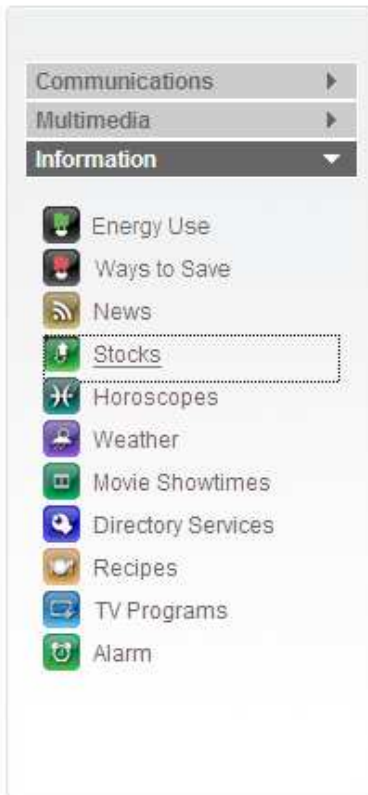 Communications
Multimedia
Information
Energy Use
Ways to Save
News
Stocks
Horoscopes
Weather
Movie Showtimes
Directory Services
Recipes
TV Programs
Alarm